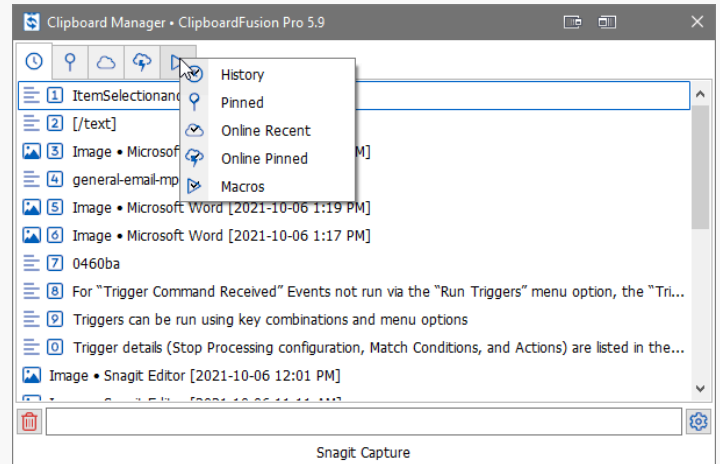 Clipboard Manager • ClipboardFusion Pro 5.9
History
Pinned
Online Recent
Online Pinned
Macros
1 ItemSelectionand
2 [/text]
3 Image • Microsof M]
4 general-email-mp
5 Image • Microsoft Word [2021-10-06 1:19 PM]
6 Image • Microsoft Word [2021-10-06 1:17 PM]
7 0460ba
8 For “Trigger Command Received” Events not run via the “Run Triggers” menu option, the “Tri...
9 Triggers can be run using key combinations and menu options
0 Trigger details (Stop Processing configuration, Match Conditions, and Actions) are listed in the...
Image • Snagit Editor [2021-10-06 12:01 PM]
Snagit Capture